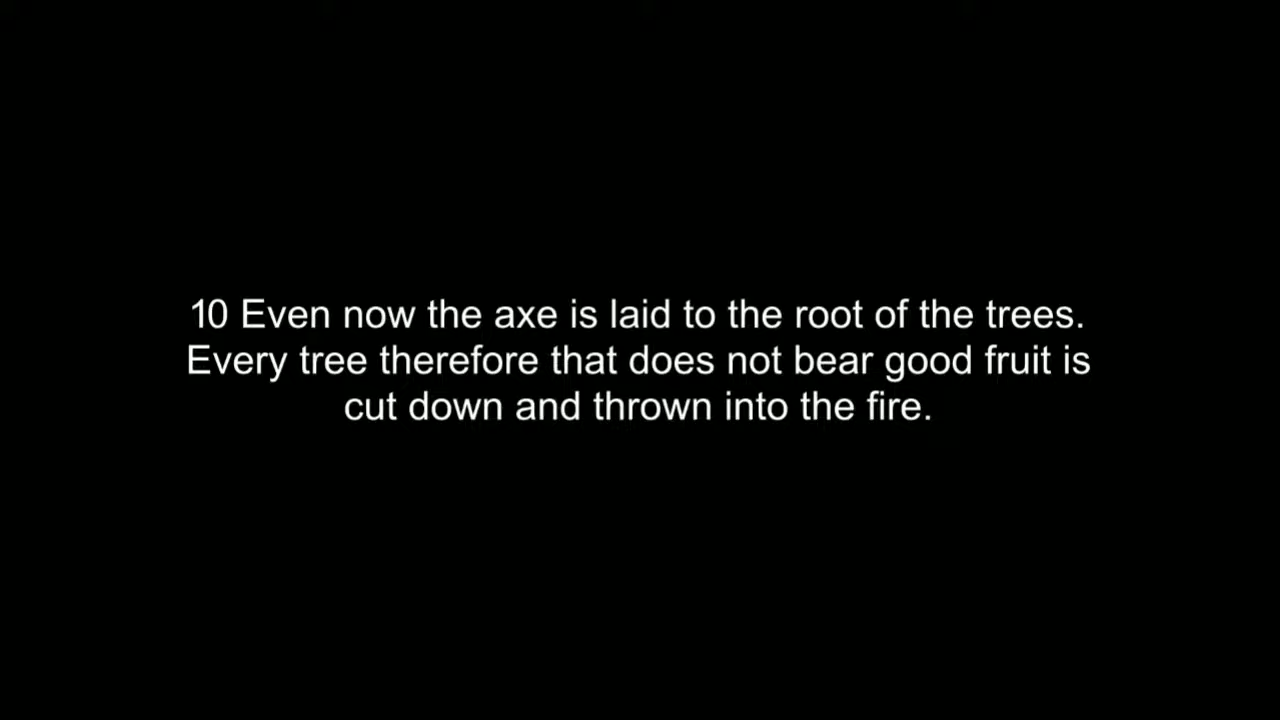 10 Even now the axe is laid to the root of the trees.
Every tree therefore that does not bear good fruit is
cut down and thrown into the fire.